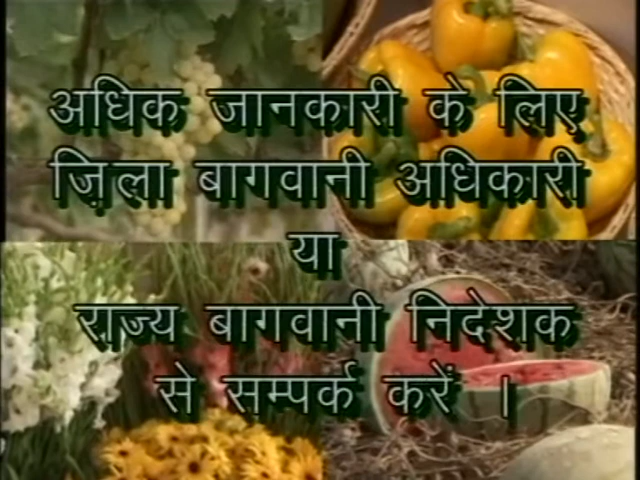 अधिक जानकारी के लिए
ज़िला बागवानी अधिकारी
या
राज्य बागवानी निदेशक
से सम्पर्क करें ।